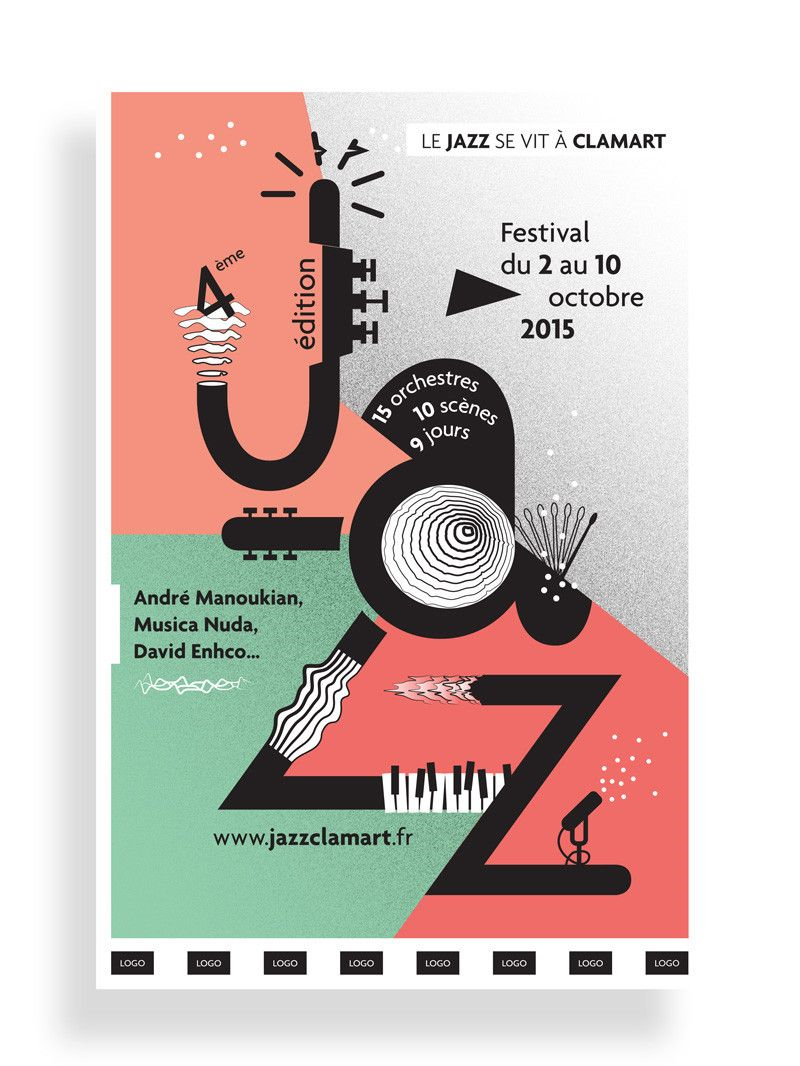 LE JAZZ SE VIT À CLAMART
Festival
du 2 au 10
octobre
2015
4ème
édition
15 orchestres
10 scènes
9 jours
jazz
André Manoukian,
Musica Nuda,
David Enhco...
www.jazzclamart.fr
LOGO LOGO LOGO LOGO LOGO LOGO LOGO LOGO